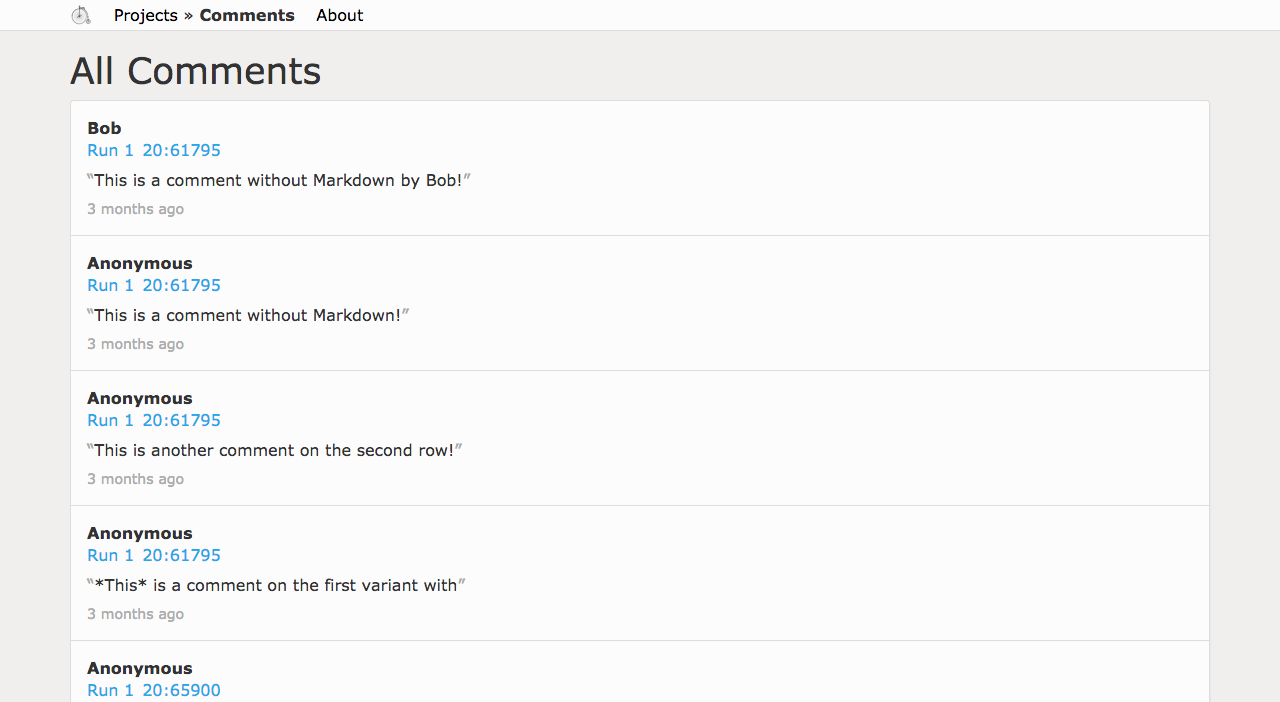 Projects » Comments About
All Comments
Bob
Run 1 20:61795
“This is a comment without Markdown by Bob!”
3 months ago
Anonymous
Run 1 20:61795
“This is a comment without Markdown!”
3 months ago
Anonymous
Run 1 20:61795
“This is another comment on the second row!”
3 months ago
Anonymous
Run 1 20:61795
“*This* is a comment on the first variant with”
3 months ago
Anonymous
Run 1 20:65900